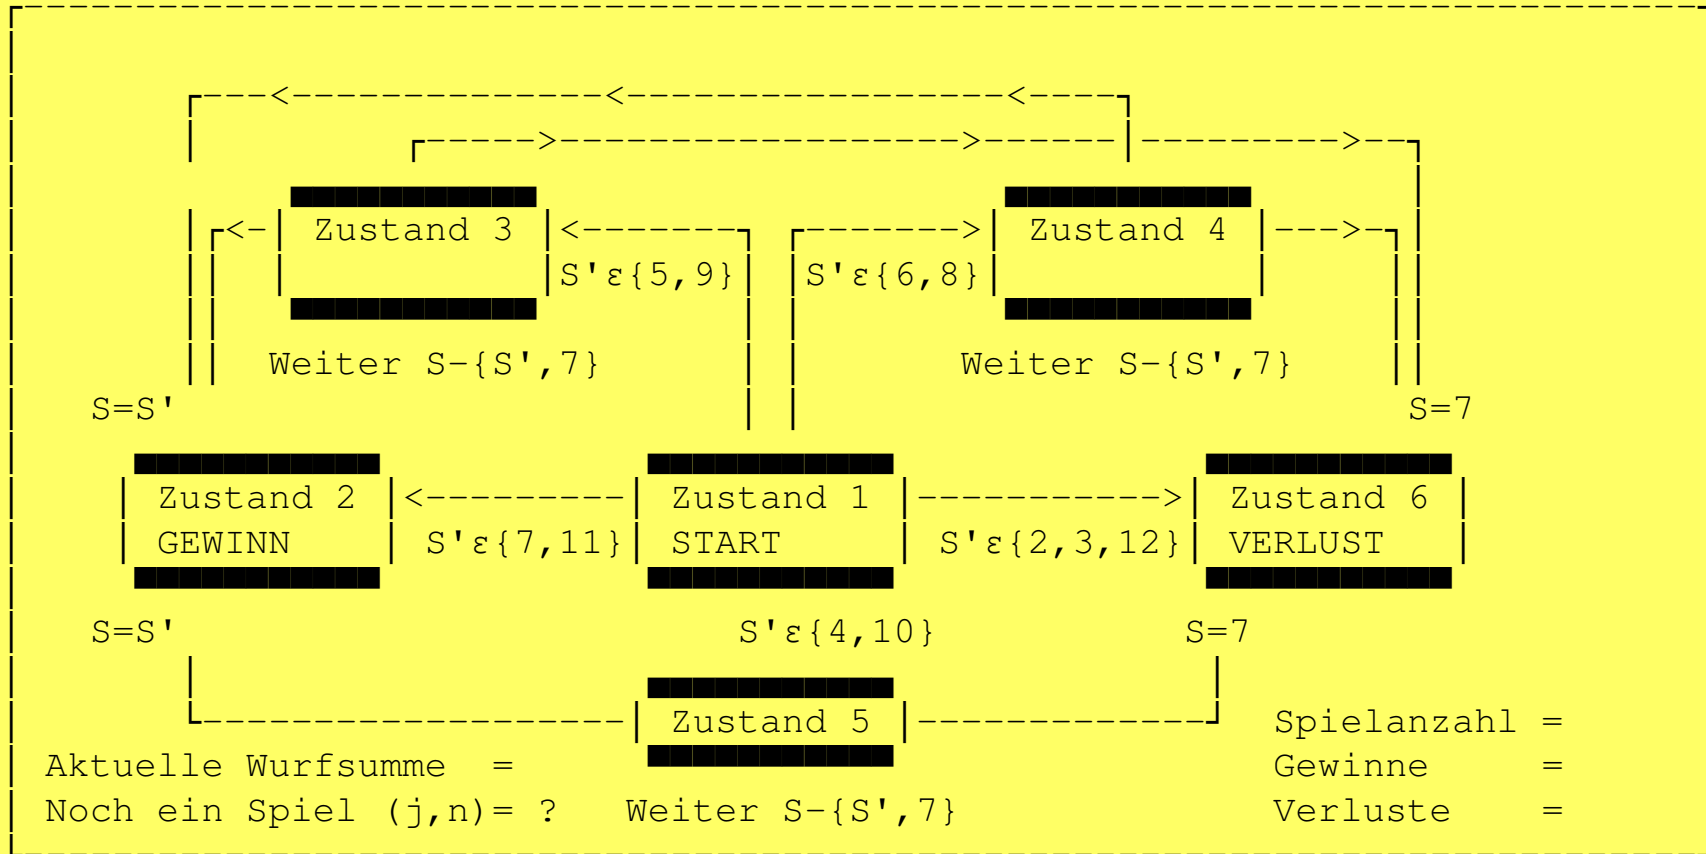 Zustand 3 Zustand 4
S'ε{5,9} S'ε{6,8}
Weiter S-{S',7} Weiter S-{S',7}
S=S' S=7
Zustand 2 Zustand 1 Zustand 6
GEWINN S'ε{7,11} START S'ε{2,3,12} VERLUST
S=S' S'ε{4,10} S=7
Zustand 5 Spielanzahl =
Aktuelle Wurfsumme = Gewinne =
Noch ein Spiel (j,n)= ? Weiter S-{S',7} Verluste =